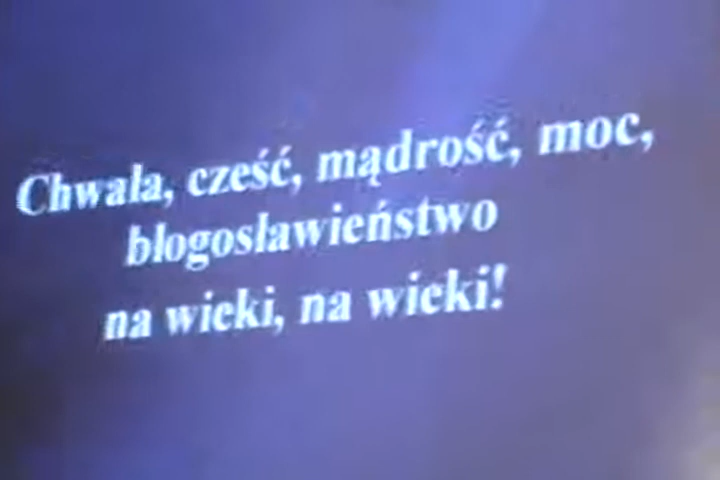 Chwała, cześć, mądrość, moc,
błogosławieństwo
na wieki, na wieki!